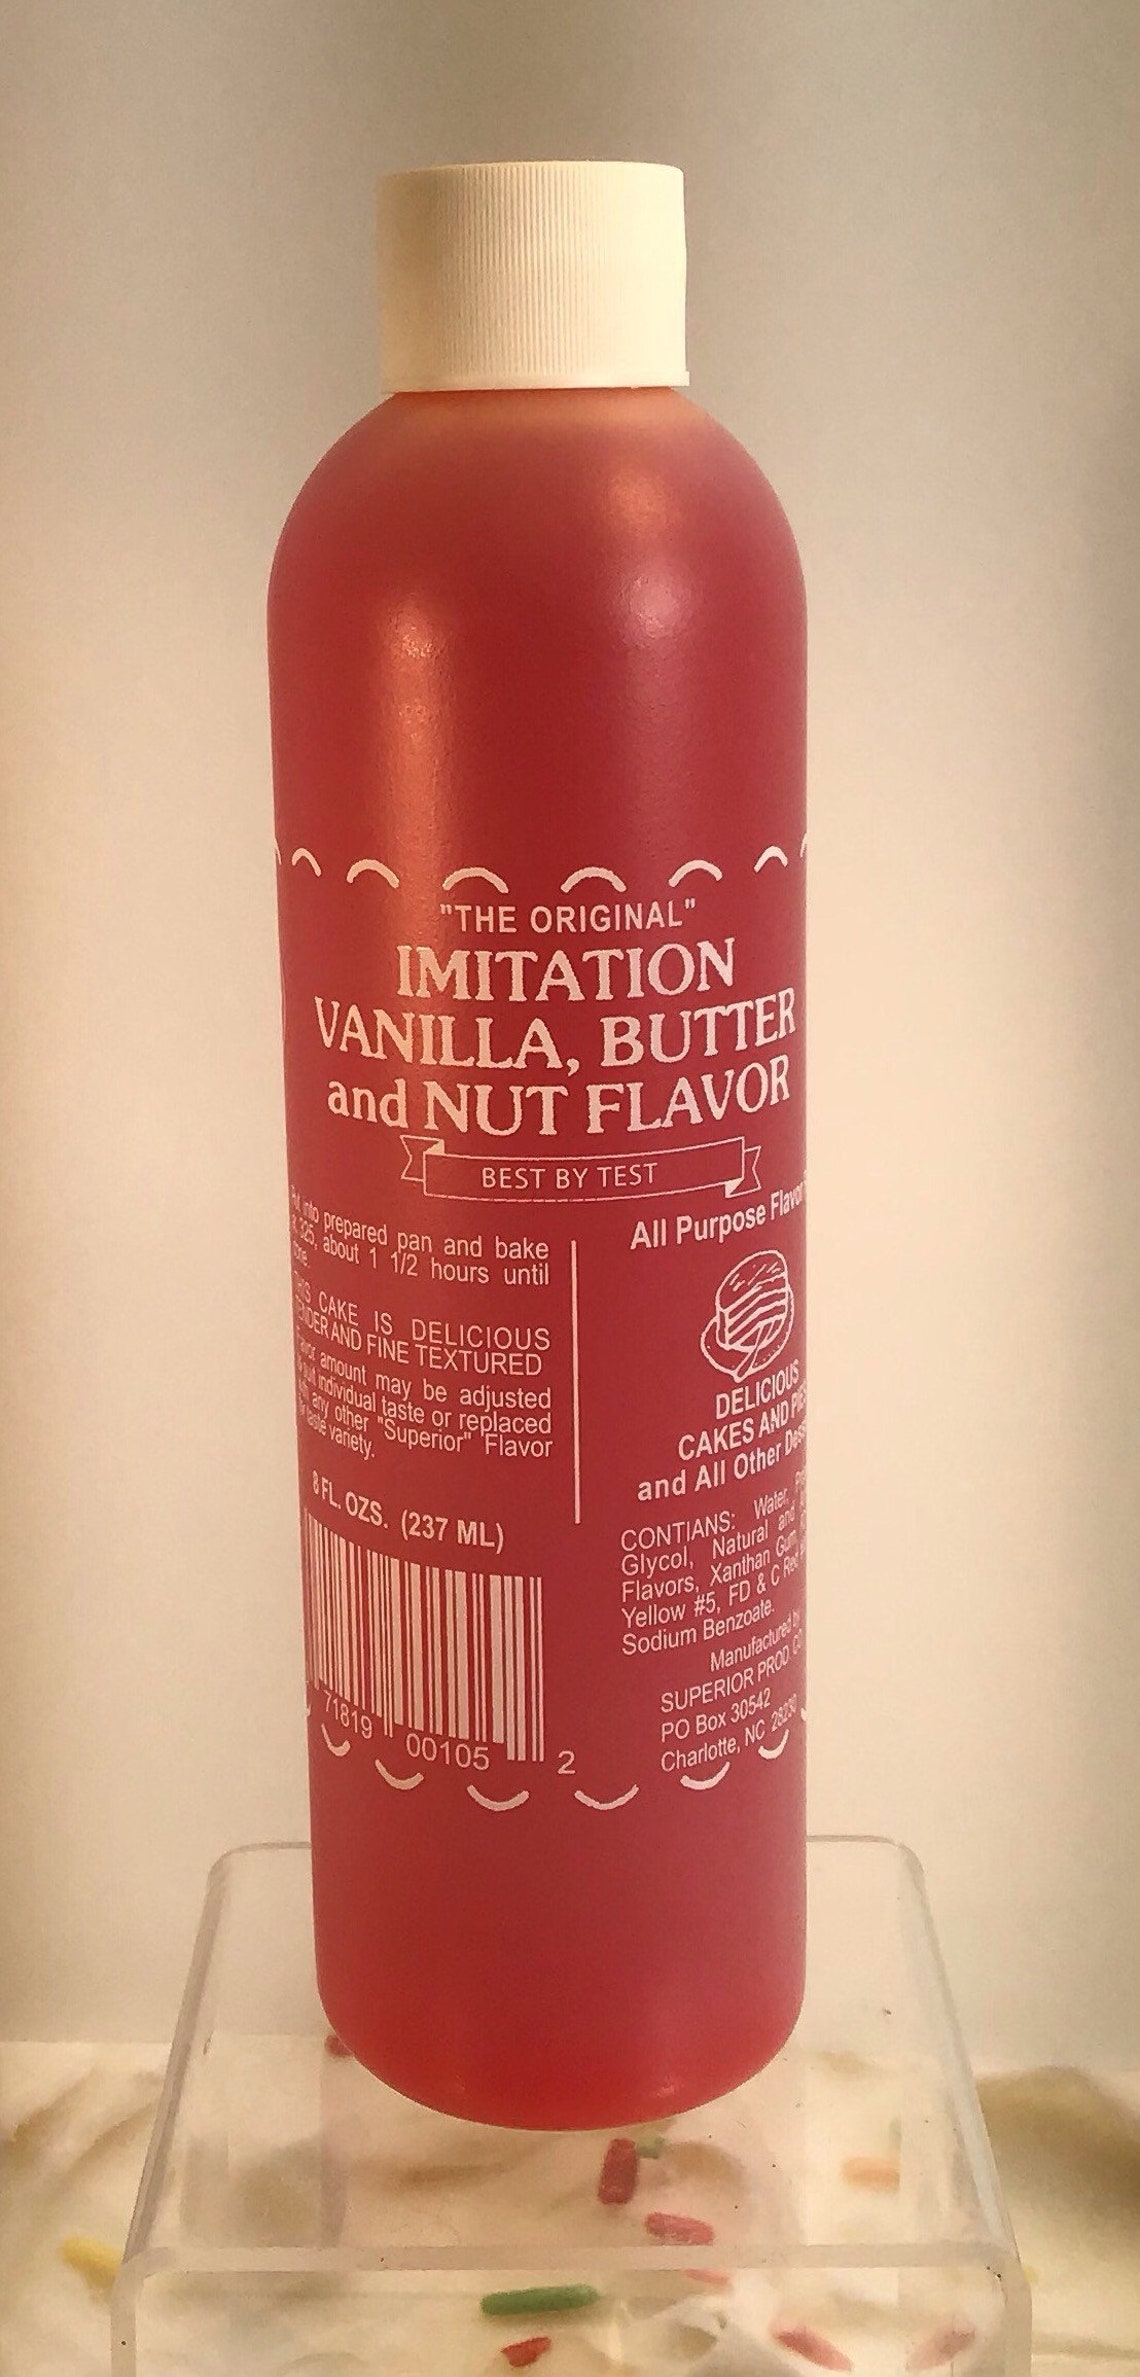 "THE ORIGINAL"
IMITATION
VANILLA, BUTTER
and NUT FLAVOR
BEST BY TEST
into prepared pan and bake
325, about 1 1/2 hours until
CAKE IS DELICIOUS
AND FINE TEXTURED
amount may be adjusted
individual taste or replaced
any other "Superior" Flavor
taste variety.
8 FL. OZS. (237 ML)
71819 00105 2
All Purpose
DELICIOUS
CAKES AND
and All Other
CONTIANS: Water,
Glycol, Natural and
Flavors, Xanthan Gum,
Yellow #5, FD & C Red
Sodium Benzoate.
Manufactured by
SUPERIOR PROD.
PO Box 30542
Charlotte, NC 28230